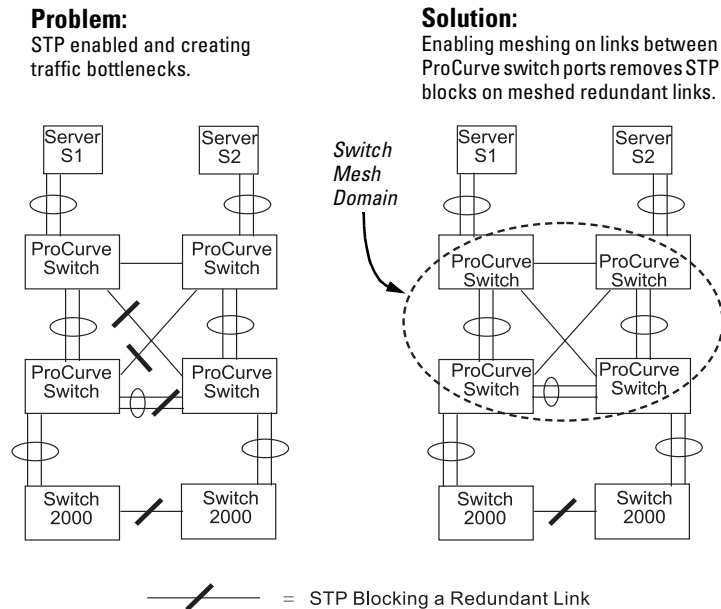 Problem:
STP enabled and creating
traffic bottlenecks.
Server
S1
Server
S2
ProCurve
Switch
ProCurve
Switch
ProCurve
Switch
ProCurve
Switch
Switch
2000
Switch
2000
Solution:
Enabling meshing on links between
ProCurve switch ports removes STP
blocks on meshed redundant links.
Switch
Mesh
Domain
Server
S1
Server
S2
ProCurve
Switch
ProCurve
Switch
ProCurve
Switch
ProCurve
Switch
Switch
2000
Switch
2000
= STP Blocking a Redundant Link